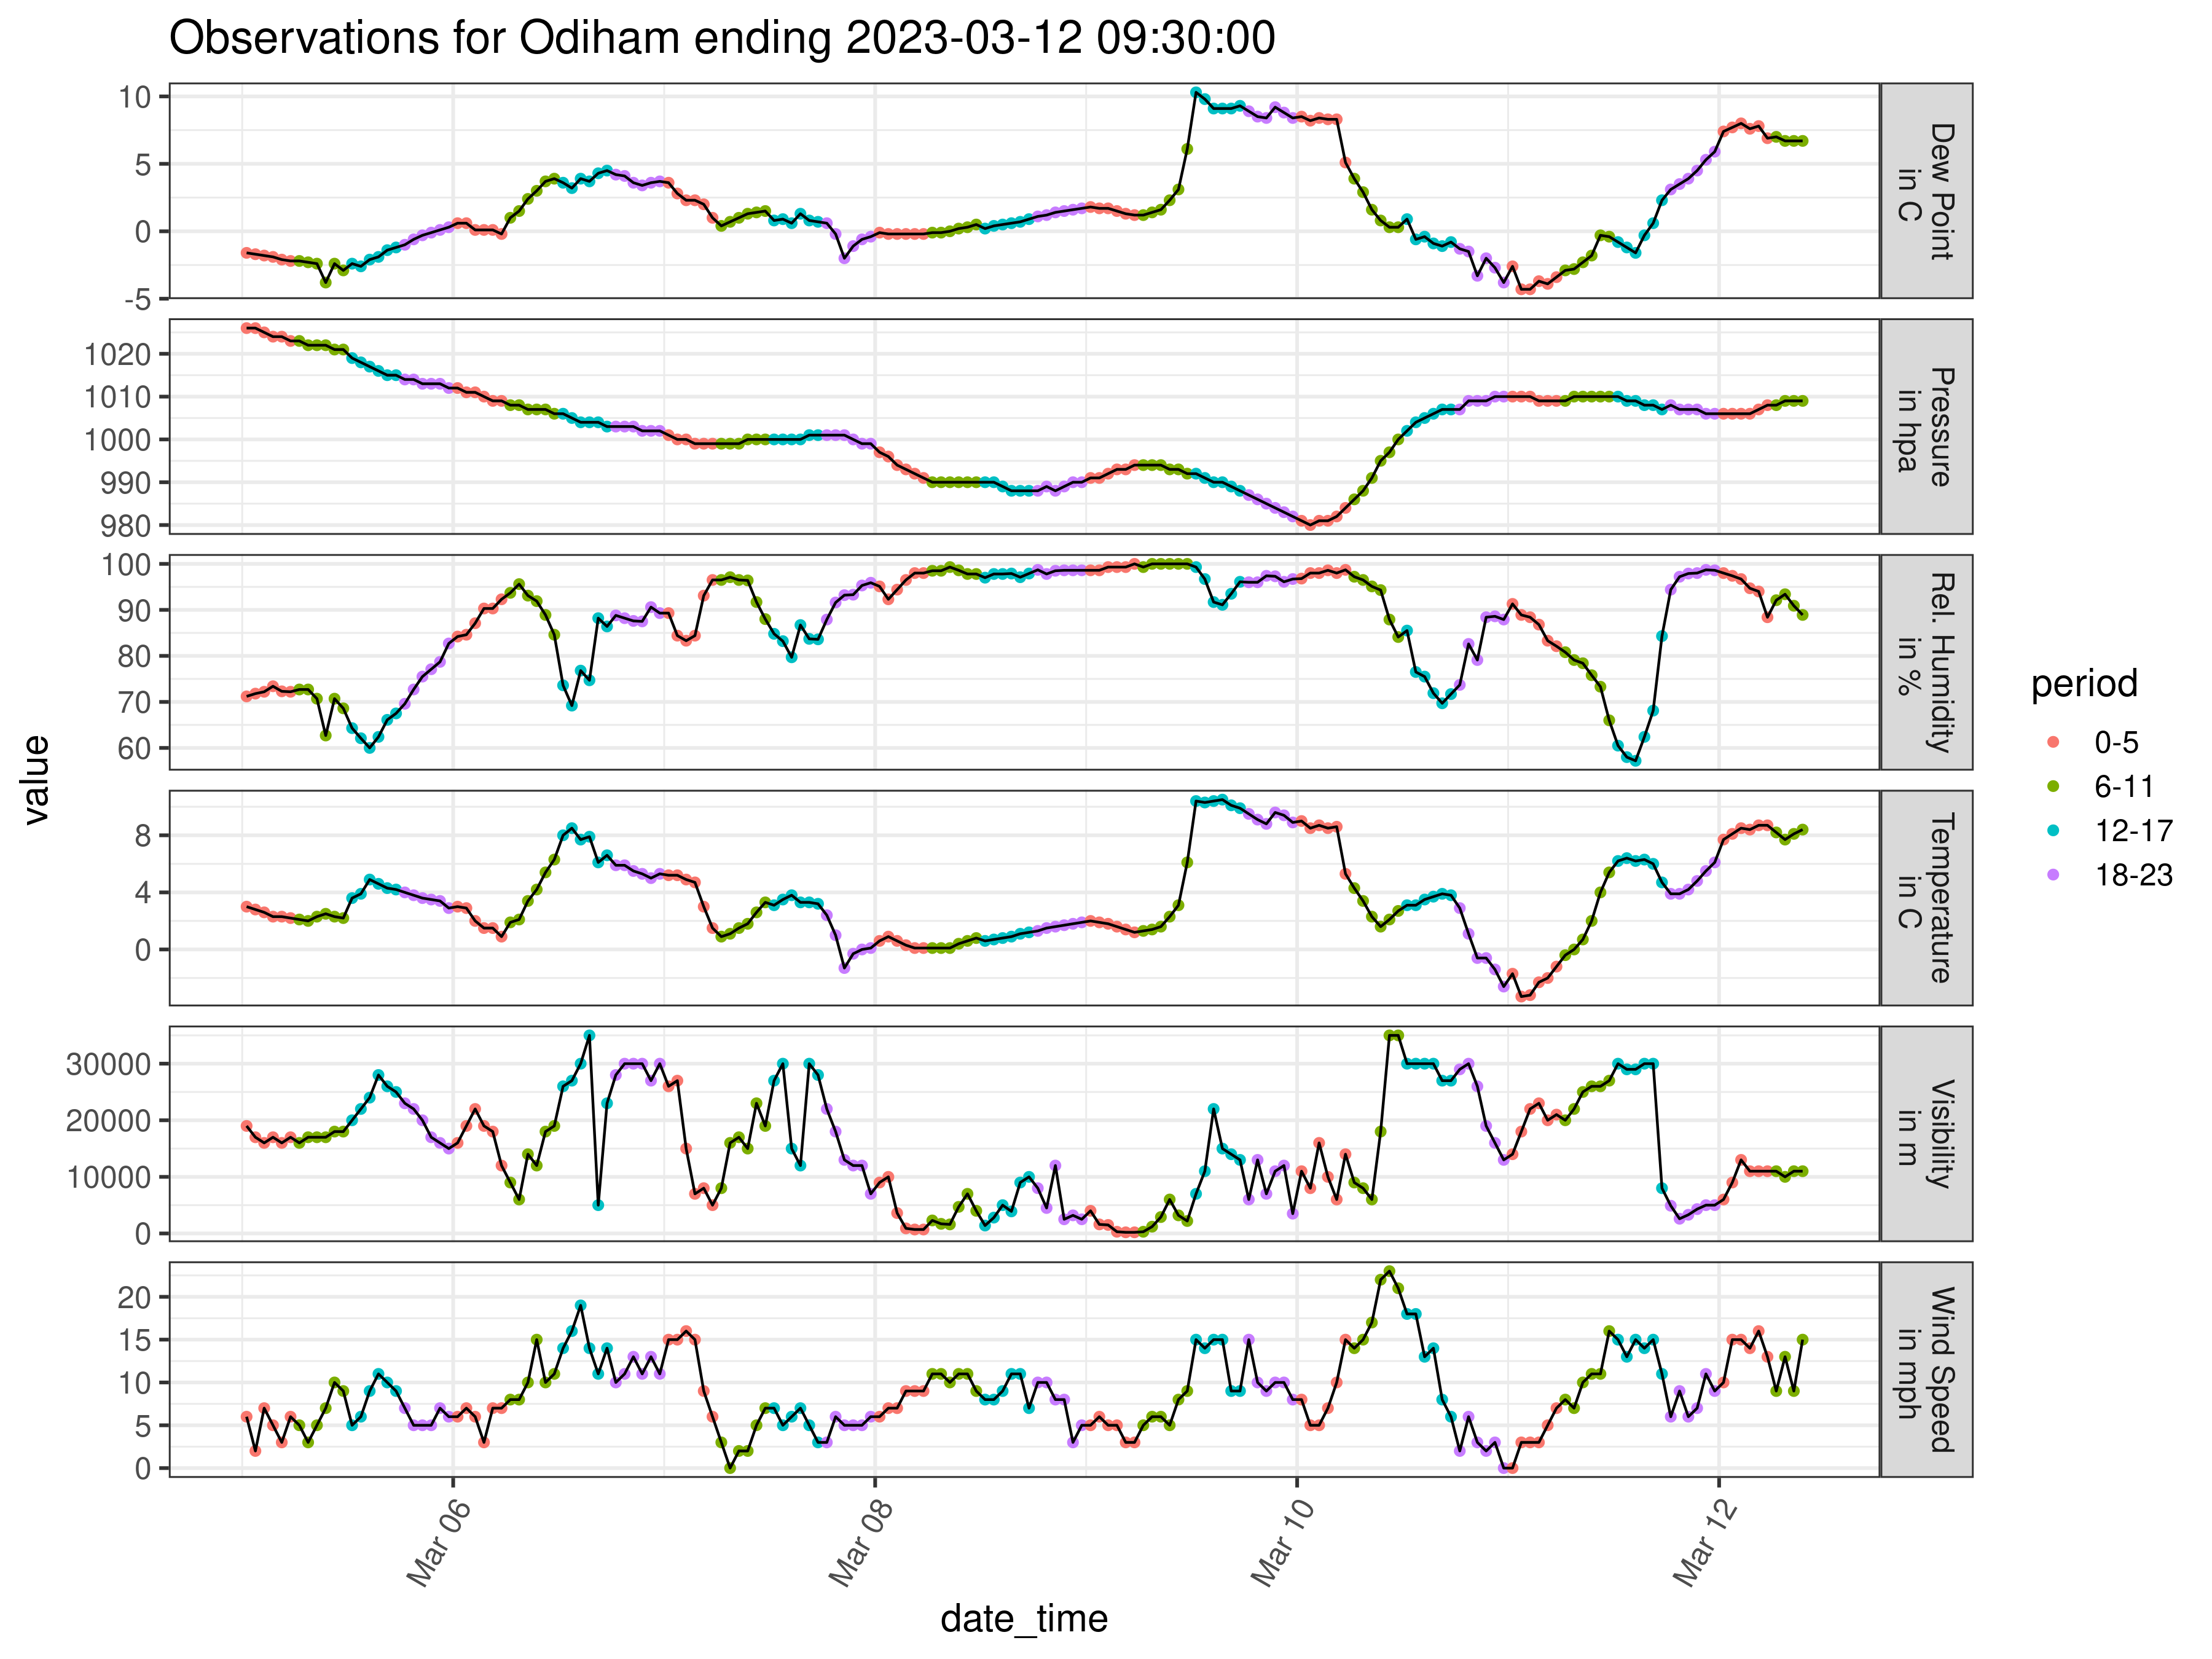 Observations for Odiham ending 2023-03-12 09:30:00
10
5
0
-5
Dew Point
in C
1020
1010
1000
990
980
Pressure
in hpa
100
90
80
70
60
Rel. Humidity
in %
8
4
0
Temperature
in C
30000
20000
10000
0
Visibility
in m
20
15
10
5
0
Wind Speed
in mph
value
Mar 06
Mar 08
Mar 10
Mar 12
date_time
period
0-5
6-11
12-17
18-23